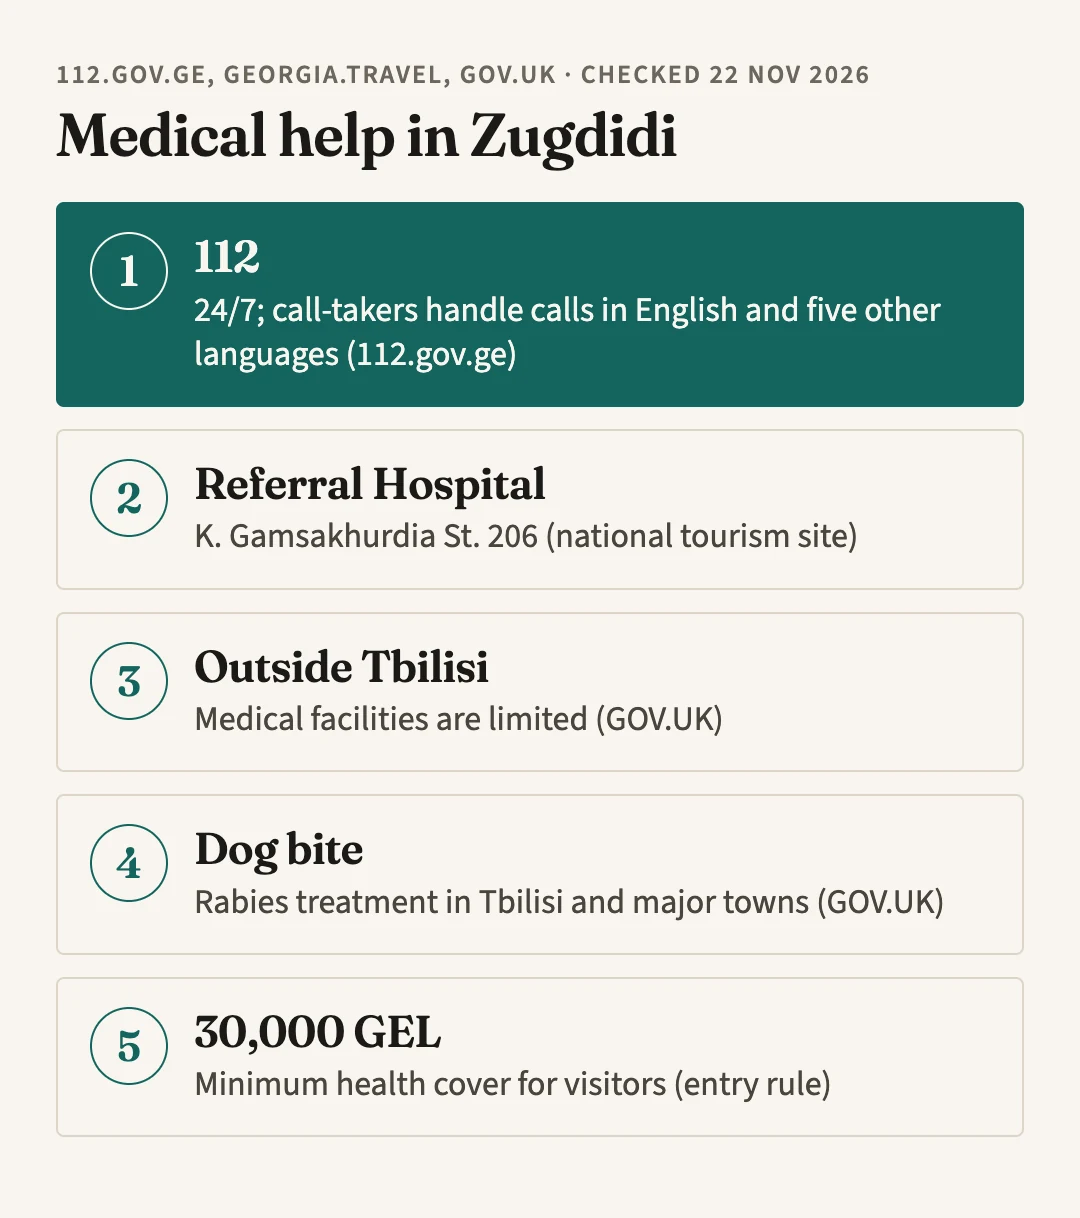 112.GOV.GE, GEORGIA.TRAVEL, GOV.UK · CHECKED 22 NOV 2026
Medical help in Zugdidi
1
112
24/7; call-takers handle calls in English and five other
languages (112.gov.ge)
2
Referral Hospital
K. Gamsakhurdia St. 206 (national tourism site)
3
Outside Tbilisi
Medical facilities are limited (GOV.UK)
4
Dog bite
Rabies treatment in Tbilisi and major towns (GOV.UK)
5
30,000 GEL
Minimum health cover for visitors (entry rule)